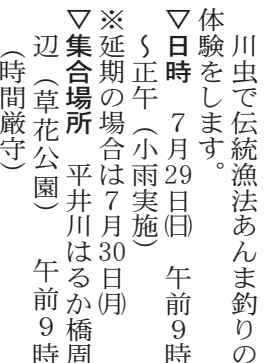 川虫で伝統漁法あんま釣りの
体験をします。
▽日時　７月29日㈰　午前９時
～正午（小雨実施）
※延期の場合は７月30日㈪
▽集合場所　平井川はるか橋周
辺（草花公園）　午前９時
（時間厳守）